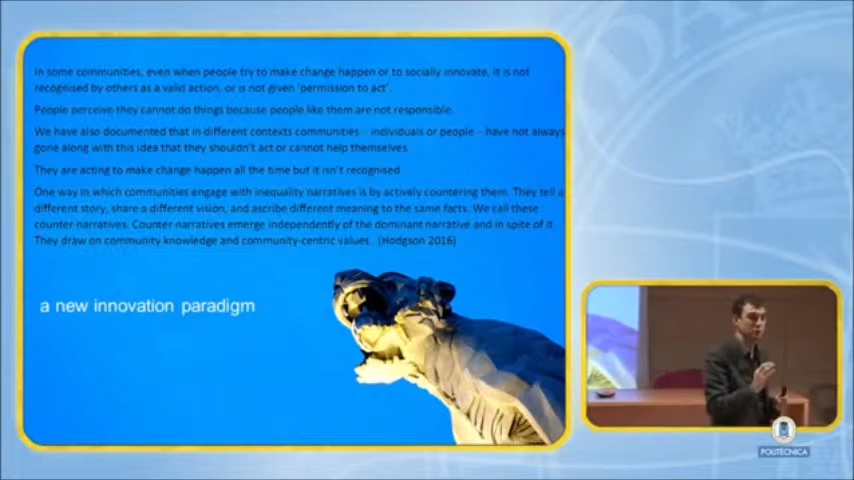 In some communities, even when people try to make change happen or to socially innovate, it is not
recognised by others as a valid action, or is not given 'permission to act'.
People perceive they cannot do things because people like them are not responsible.
We have also documented that in different contexts communities – individuals or people – have not always
gone along with this idea that they shouldn't act or cannot help themselves
They are acting to make change happen all the time but it isn't recognised
One way in which communities engage with inequality narratives is by actively countering them. They tell a
different story, share a different vision, and ascribe different meaning to the same facts. We call these
counter narratives. Counter narratives emerge independently of the dominant narrative and in spite of it.
They draw on community knowledge and community-centric values. (Hodgson 2016)
a new innovation paradigm
POLITÉCNICA